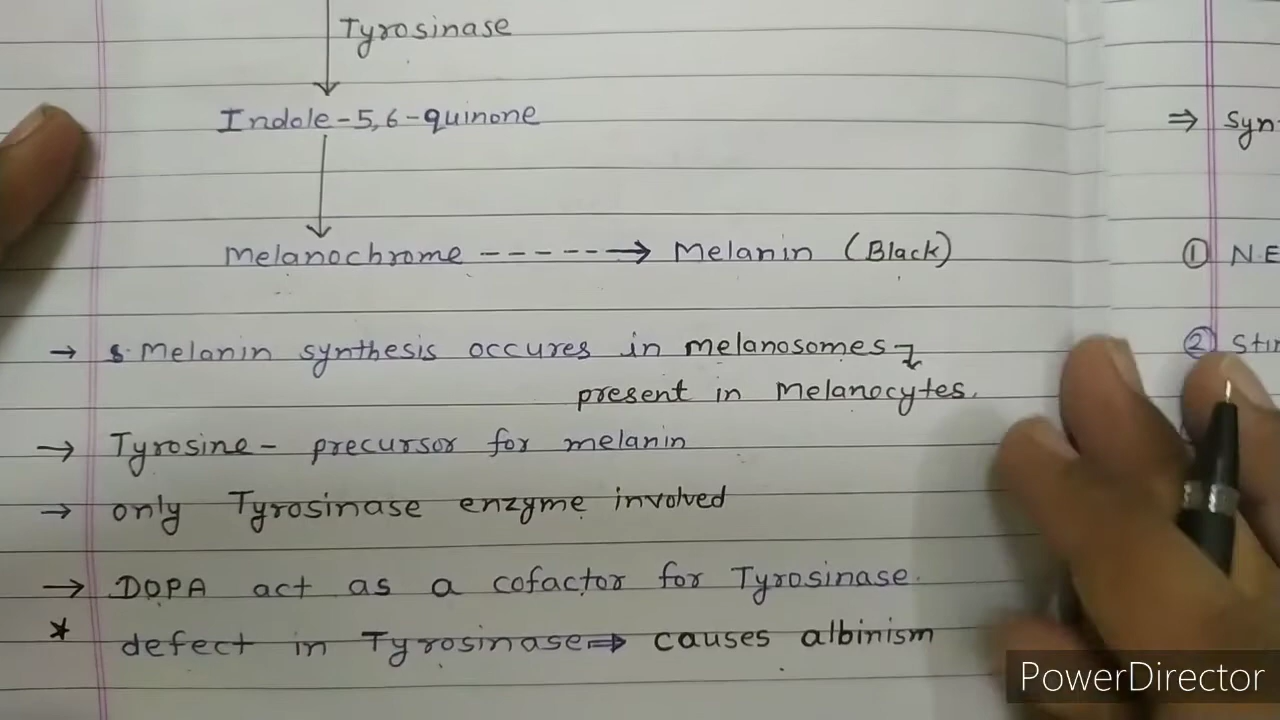 Tyrosinase
Indole-5,6-quinone
Melanochrome -----→ Melanin (Black)
→ Melanin synthesis occures in melanosomes
present in Melanocytes.
→ Tyrosine - precursor for melanin
→ only Tyrosinase enzyme involved
→ DOPA act as a cofactor for Tyrosinase.
* defect in Tyrosinase ⇒ causes albinism
⇒ Syn
① N.E
②
PowerDirector